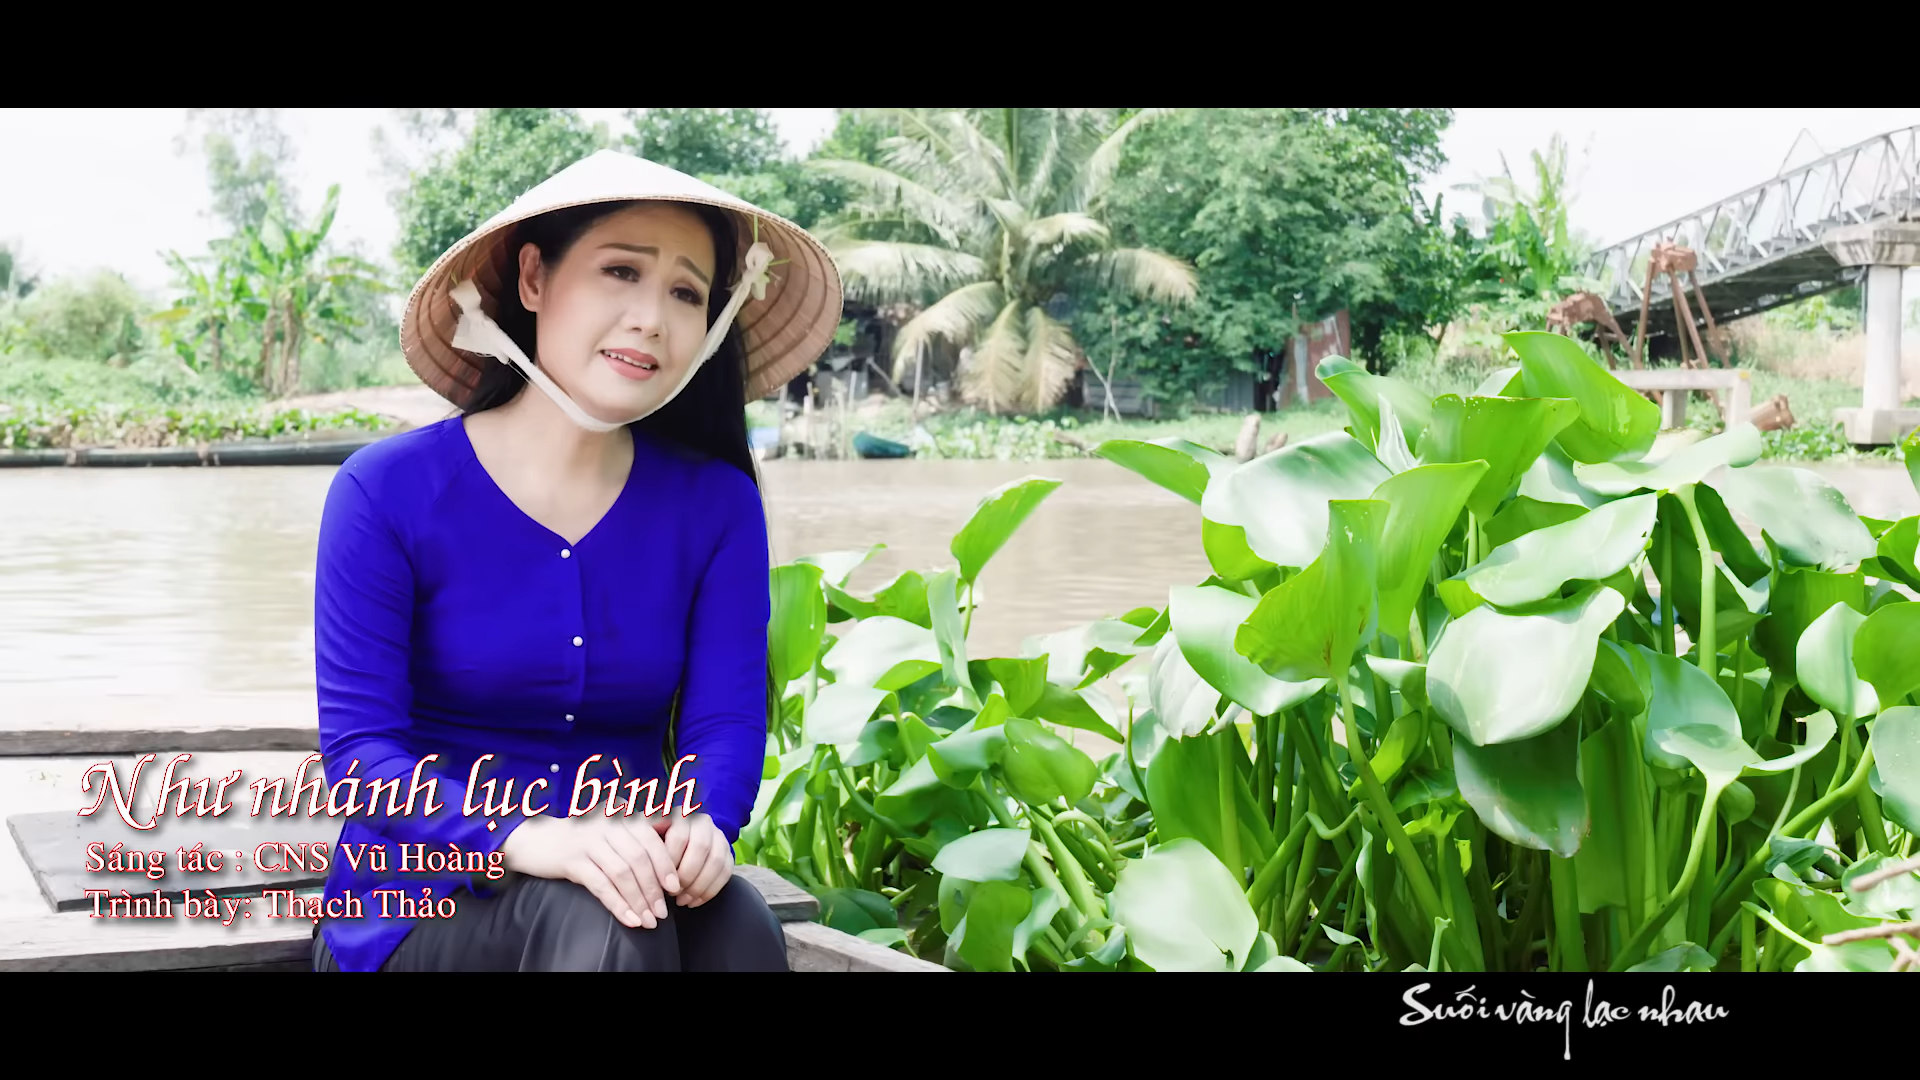 Như nhánh lục bình
Sáng tác : CNS Vũ Hoàng
Trình bày: Thạch Thảo
Suối vàng lạc nhau